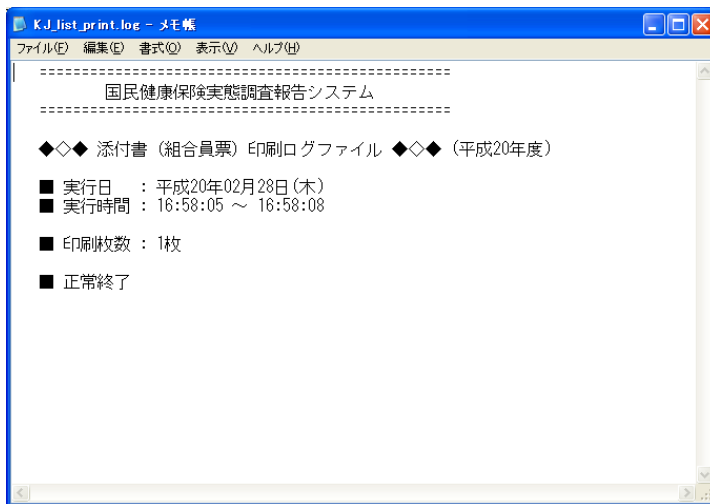 KJ_list_print.log - メモ帳
ファイル(F) 編集(E) 書式(O) 表示(V) ヘルプ(H)
==================================================
国民健康保険実態調査報告システム
==================================================
◆◇◆ 添付書（組合員票）印刷ログファイル ◆◇◆（平成20年度）
■ 実行日　 : 平成20年02月28日(木)
■ 実行時間 : 16:58:05 ～ 16:58:08
■ 印刷枚数 : 1枚
■ 正常終了